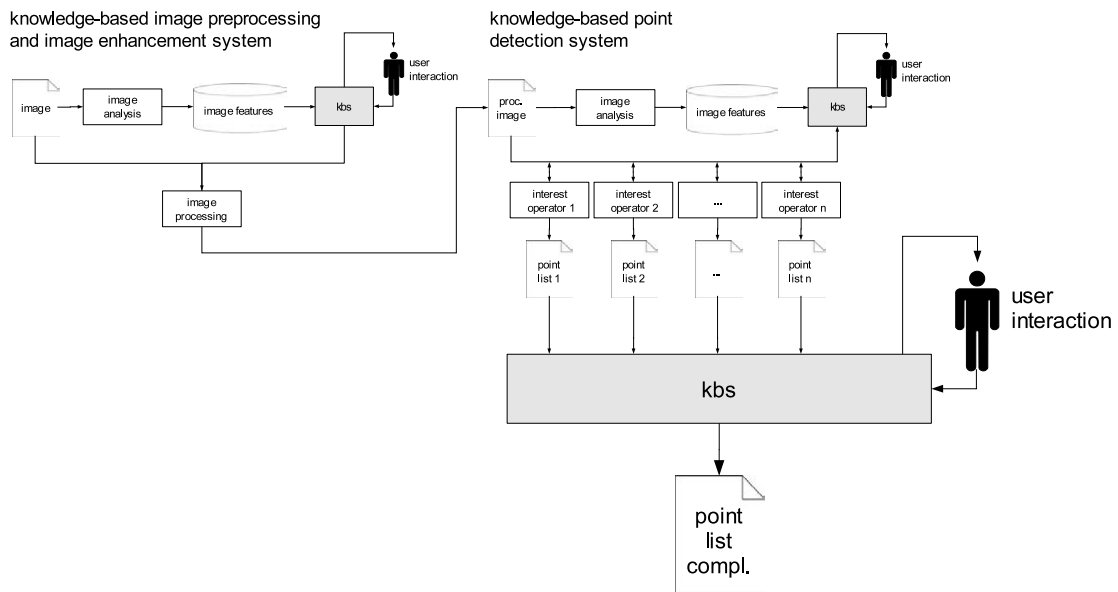 knowledge-based image preprocessing
and image enhancement system
image
image
analysis
image features
kbs
user
interaction
image
processing
knowledge-based point
detection system
proc.
image
image
analysis
image features
kbs
user
interaction
interest
operator 1
interest
operator 2
...
interest
operator n
point
list 1
point
list 2
...
point
list n
user
interaction
kbs
point
list
compl.